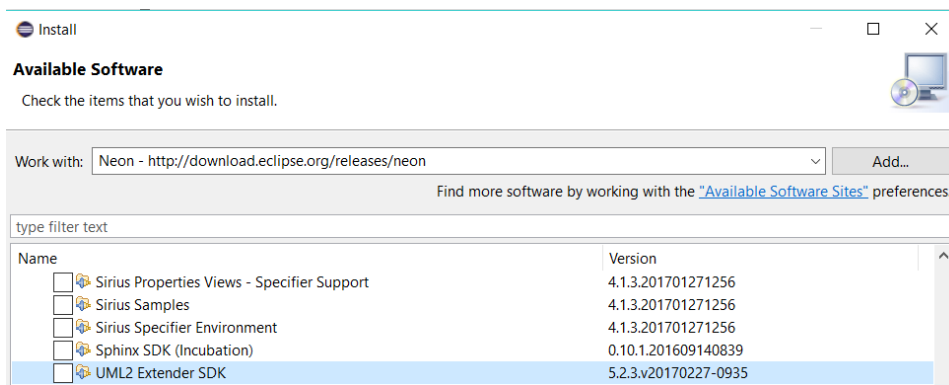 Install
Available Software
Check the items that you wish to install.
Work with: Neon - http://download.eclipse.org/releases/neon Add...
Find more software by working with the "Available Software Sites" preferences
type filter text
Name Version
Sirius Properties Views - Specifier Support 4.1.3.201701271256
Sirius Samples 4.1.3.201701271256
Sirius Specifier Environment 4.1.3.201701271256
Sphinx SDK (Incubation) 0.10.1.201609140839
UML2 Extender SDK 5.2.3.v20170227-0935